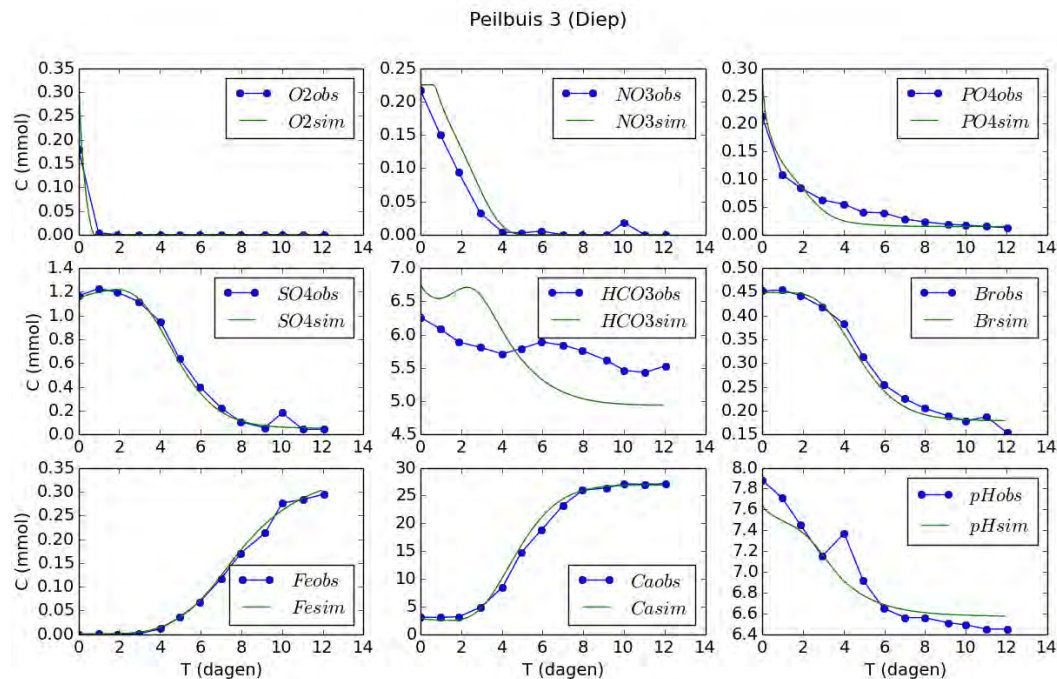 Peilbuis 3 (Diep)
0.35
0.30
0.25
0.20
0.15
0.10
0.05
0.00
C (mmol)
O2obs
O2sim
0 2 4 6 8 10 12 14
0.25
0.20
0.15
0.10
0.05
0.00
NO3obs
NO3sim
0 2 4 6 8 10 12 14
0.30
0.25
0.20
0.15
0.10
0.05
0.00
PO4obs
PO4sim
0 2 4 6 8 10 12 14
1.4
1.2
1.0
0.8
0.6
0.4
0.2
0.0
C (mmol)
SO4obs
SO4sim
0 2 4 6 8 10 12 14
7.0
6.5
6.0
5.5
5.0
4.5
HCO3obs
HCO3sim
0 2 4 6 8 10 12 14
0.50
0.45
0.40
0.35
0.30
0.25
0.20
0.15
Brobs
Brsim
0 2 4 6 8 10 12 14
0.35
0.30
0.25
0.20
0.15
0.10
0.05
0.00
C (mmol)
Feobs
Fesim
0 2 4 6 8 10 12 14
T (dagen)
30
25
20
15
10
5
0
Caobs
Casim
0 2 4 6 8 10 12 14
T (dagen)
8.0
7.8
7.6
7.4
7.2
7.0
6.8
6.6
6.4
pHobs
pHsim
0 2 4 6 8 10 12 14
T (dagen)